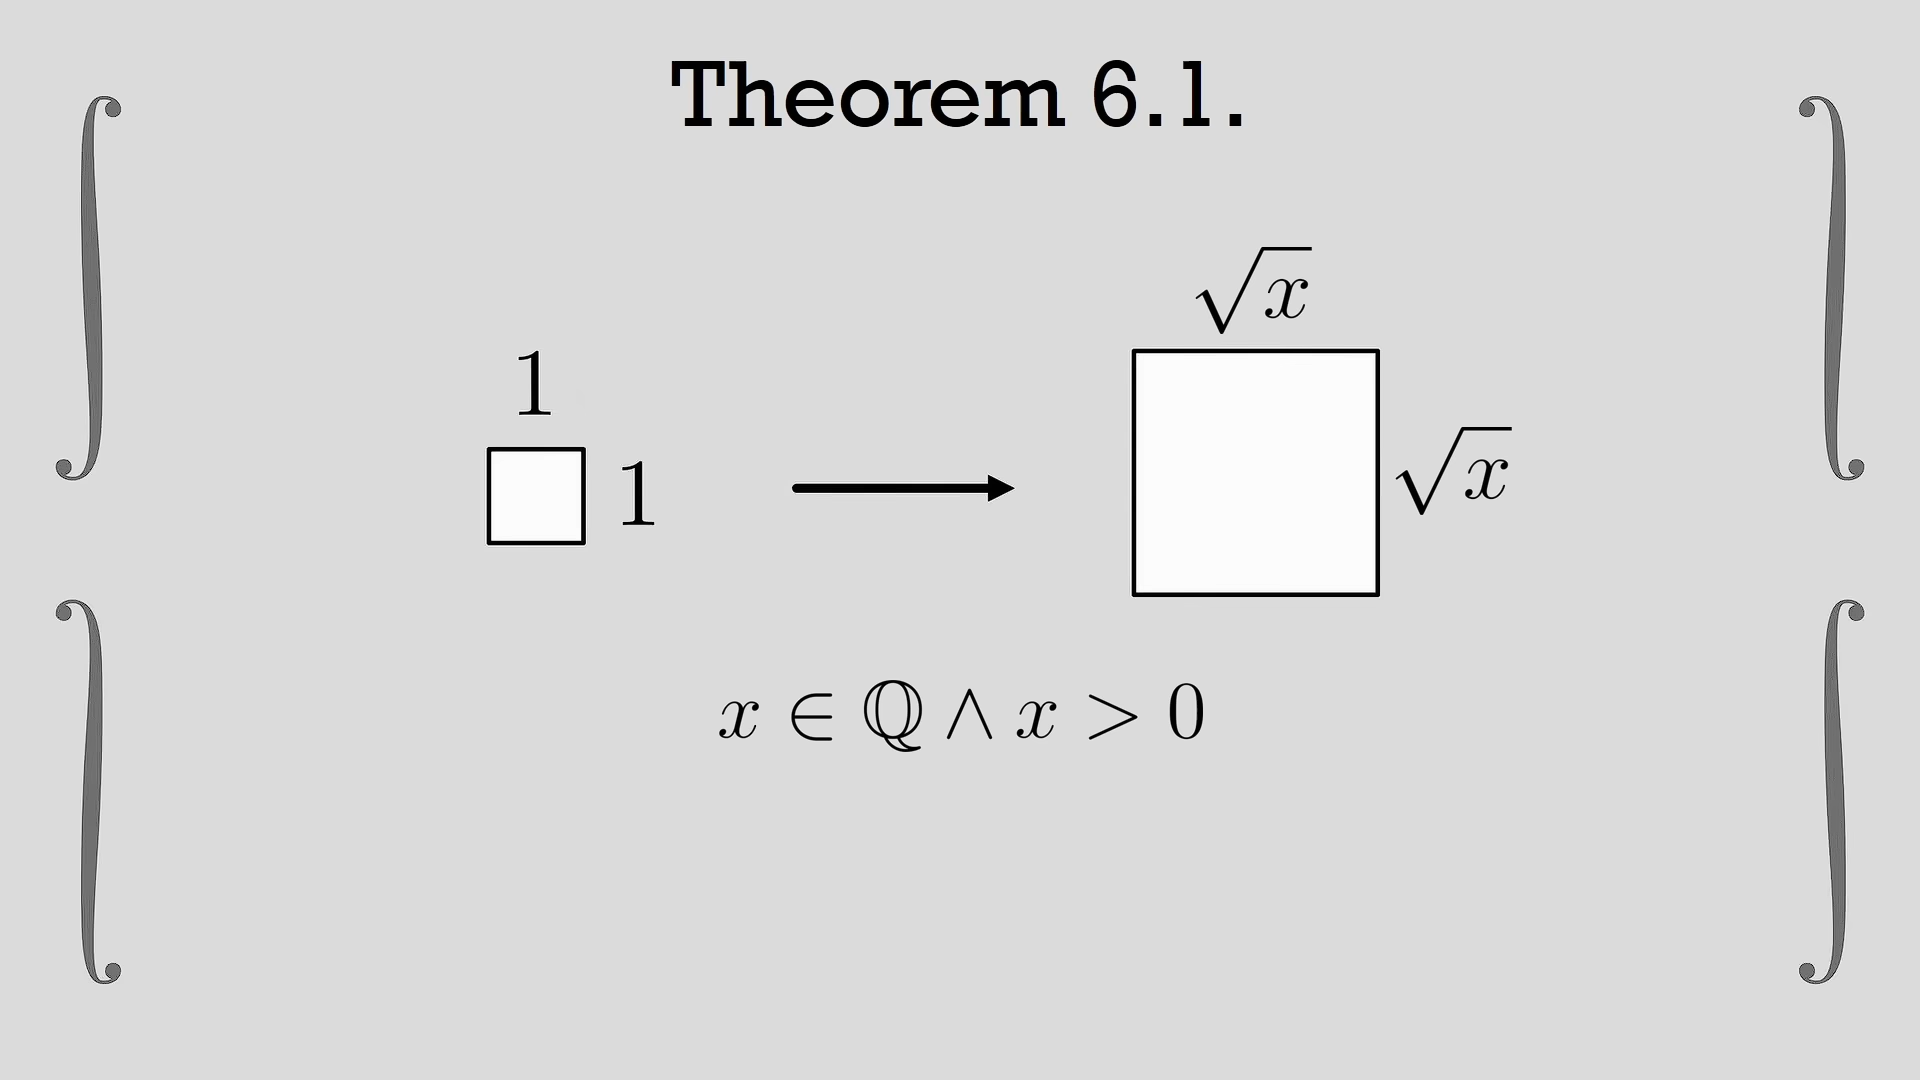 Theorem 6.1.
√x
1
√x
1
x ∈ ℚ ∧ x > 0